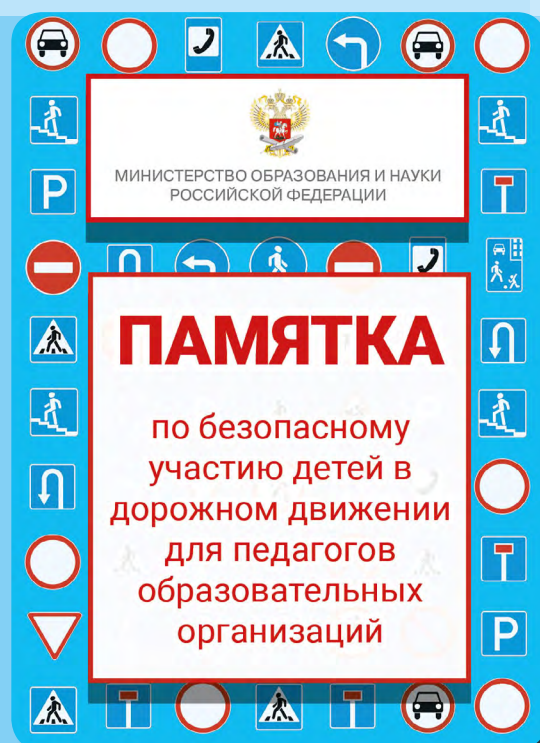 МИНИСТЕРСТВО ОБРАЗОВАНИЯ И НАУКИ
РОССИЙСКОЙ ФЕДЕРАЦИИ
P
ПАМЯТКА
по безопасному
участию детей в
дорожном движении
для педагогов
образовательных
организаций
P